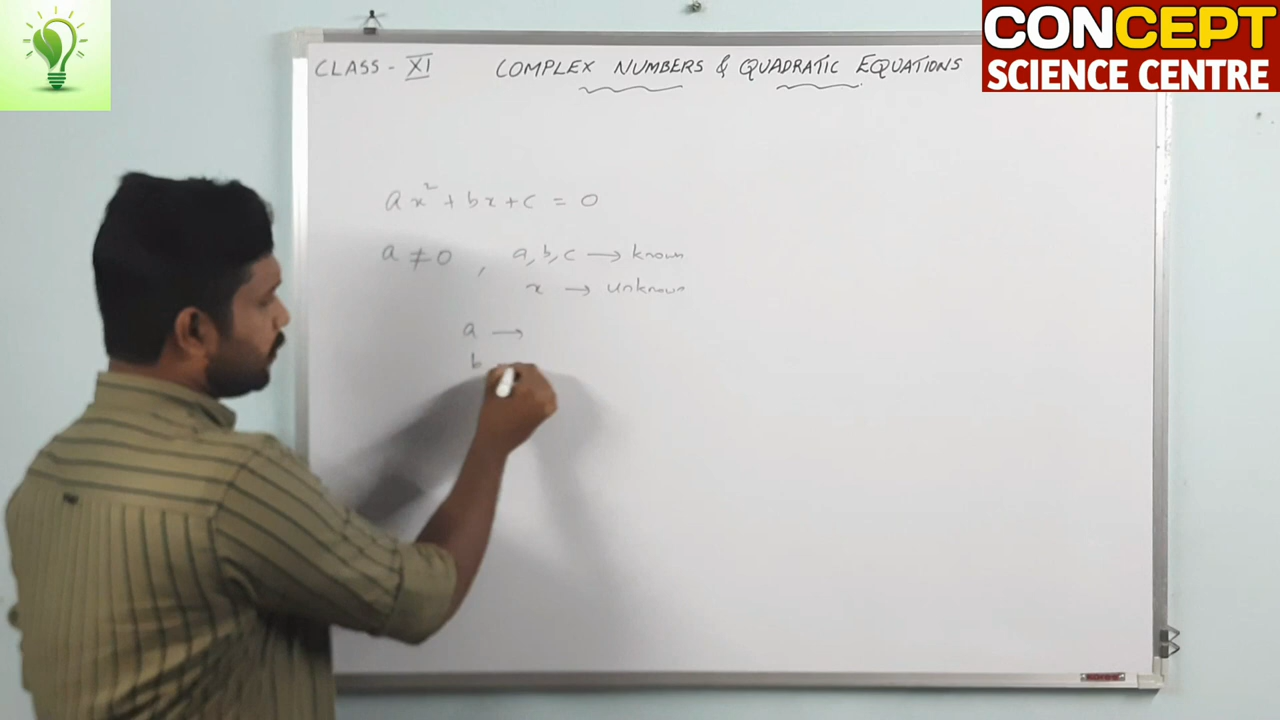 CONCEPT
SCIENCE CENTRE
CLASS - XI COMPLEX NUMBERS & QUADRATIC EQUATIONS
ax² + bx + c = 0
a ≠ 0 , a, b, c → known
x → unknown
a →
b